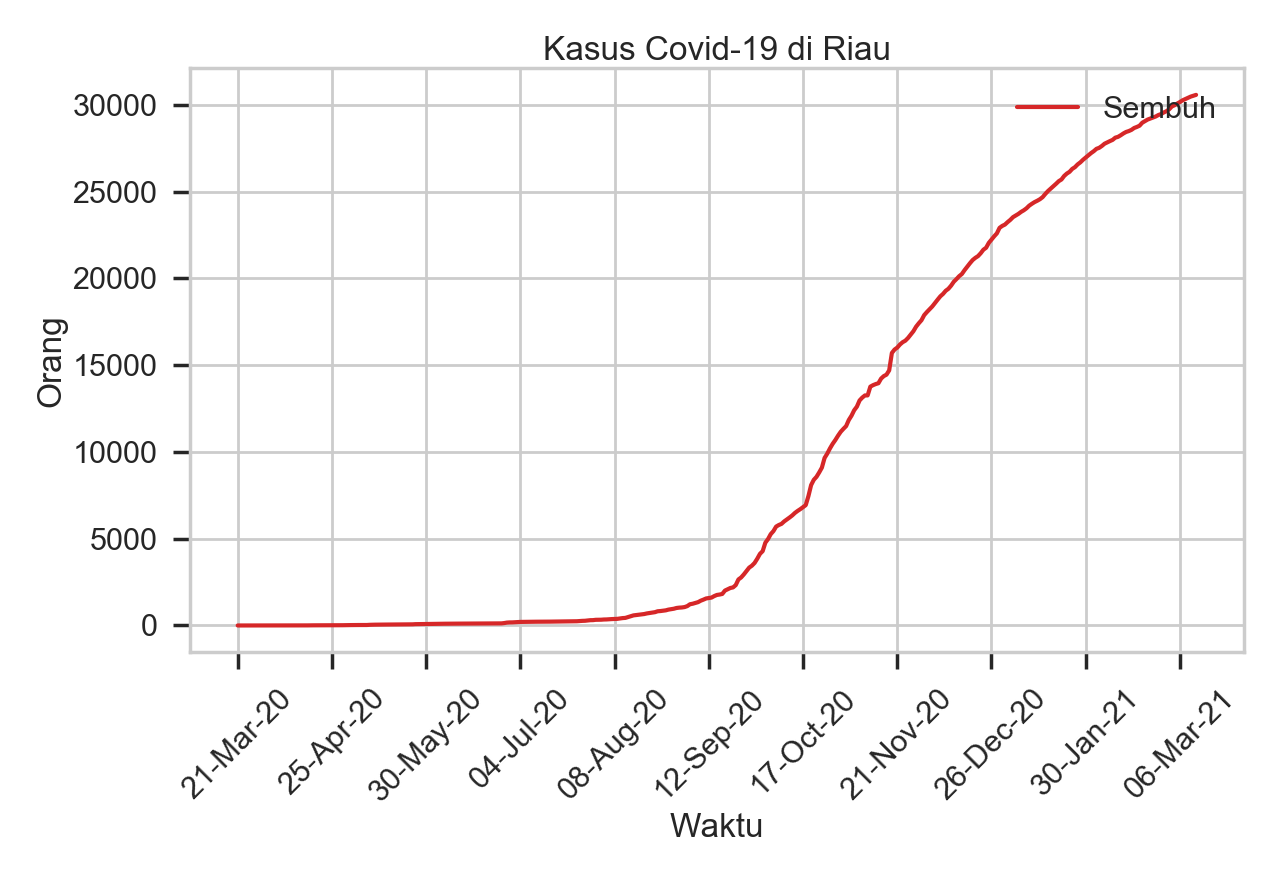 Kasus Covid-19 di Riau
Sembuh
30000
25000
20000
15000
10000
5000
0
Orang
21-Mar-20
25-Apr-20
30-May-20
04-Jul-20
08-Aug-20
12-Sep-20
17-Oct-20
21-Nov-20
26-Dec-20
30-Jan-21
06-Mar-21
Waktu